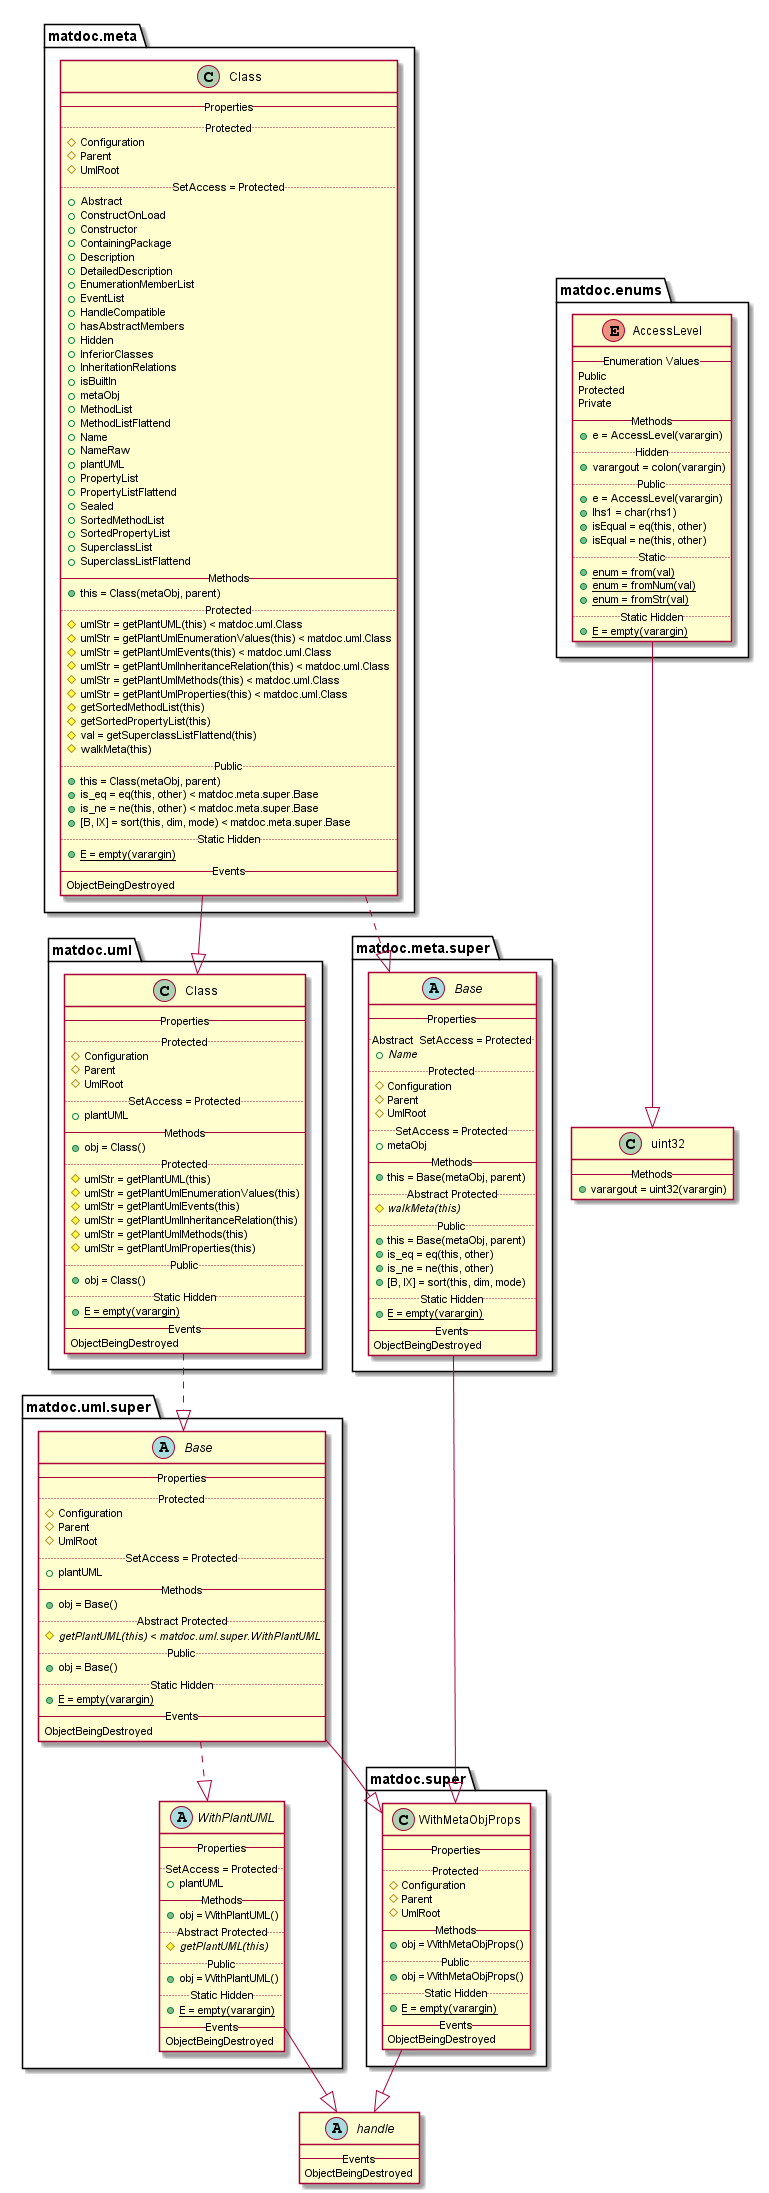 matdoc.meta
Class
Properties
Protected
Configuration
Parent
UmlRoot
SetAccess = Protected
Abstract
ConstructOnLoad
Constructor
ContainingPackage
Description
DetailedDescription
EnumerationMemberList
EventList
HandleCompatible
hasAbstractMembers
Hidden
InferiorClasses
InheritationRelations
isBuiltIn
metaObj
MethodList
MethodListFlattend
Name
NameRaw
plantUML
PropertyList
PropertyListFlattend
Sealed
SortedMethodList
SortedPropertyList
SuperclassList
SuperclassListFlattend
Methods
this = Class(metaObj, parent)
Protected
umlStr = getPlantUML(this) < matdoc.uml.Class
umlStr = getPlantUmlEnumerationValues(this) < matdoc.uml.Class
umlStr = getPlantUmlEvents(this) < matdoc.uml.Class
umlStr = getPlantUmlInheritanceRelation(this) < matdoc.uml.Class
umlStr = getPlantUmlMethods(this) < matdoc.uml.Class
umlStr = getPlantUmlProperties(this) < matdoc.uml.Class
getSortedMethodList(this)
getSortedPropertyList(this)
val = getSuperclassListFlattend(this)
walkMeta(this)
Public
this = Class(metaObj, parent)
is_eq = eq(this, other) < matdoc.meta.super.Base
is_ne = ne(this, other) < matdoc.meta.super.Base
[B, IX] = sort(this, dim, mode) < matdoc.meta.super.Base
Static Hidden
E = empty(varargin)
Events
ObjectBeingDestroyed
matdoc.enums
AccessLevel
Enumeration Values
Public
Protected
Private
Methods
e = AccessLevel(varargin)
Hidden
varargout = colon(varargin)
Public
e = AccessLevel(varargin)
lhs1 = char(rhs1)
isEqual = eq(this, other)
isEqual = ne(this, other)
Static
enum = from(val)
enum = fromNum(val)
enum = fromStr(val)
Static Hidden
E = empty(varargin)
matdoc.uml
Class
Properties
Protected
Configuration
Parent
UmlRoot
SetAccess = Protected
plantUML
Methods
obj = Class()
Protected
umlStr = getPlantUML(this)
umlStr = getPlantUmlEnumerationValues(this)
umlStr = getPlantUmlEvents(this)
umlStr = getPlantUmlInheritanceRelation(this)
umlStr = getPlantUmlMethods(this)
umlStr = getPlantUmlProperties(this)
Public
obj = Class()
Static Hidden
E = empty(varargin)
Events
ObjectBeingDestroyed
matdoc.meta.super
Base
Properties
Abstract SetAccess = Protected
Name
Protected
Configuration
Parent
UmlRoot
SetAccess = Protected
metaObj
Methods
this = Base(metaObj, parent)
Abstract Protected
walkMeta(this)
Public
this = Base(metaObj, parent)
is_eq = eq(this, other)
is_ne = ne(this, other)
[B, IX] = sort(this, dim, mode)
Static Hidden
E = empty(varargin)
Events
ObjectBeingDestroyed
uint32
Methods
varargout = uint32(varargin)
matdoc.uml.super
Base
Properties
Protected
Configuration
Parent
UmlRoot
SetAccess = Protected
plantUML
Methods
obj = Base()
Abstract Protected
getPlantUML(this) < matdoc.uml.super.WithPlantUML
Public
obj = Base()
Static Hidden
E = empty(varargin)
Events
ObjectBeingDestroyed
WithPlantUML
Properties
SetAccess = Protected
plantUML
Methods
obj = WithPlantUML()
Abstract Protected
getPlantUML(this)
Public
obj = WithPlantUML()
Static Hidden
E = empty(varargin)
Events
ObjectBeingDestroyed
matdoc.super
WithMetaObjProps
Properties
Protected
Configuration
Parent
UmlRoot
Methods
obj = WithMetaObjProps()
Public
obj = WithMetaObjProps()
Static Hidden
E = empty(varargin)
Events
ObjectBeingDestroyed
handle
Events
ObjectBeingDestroyed